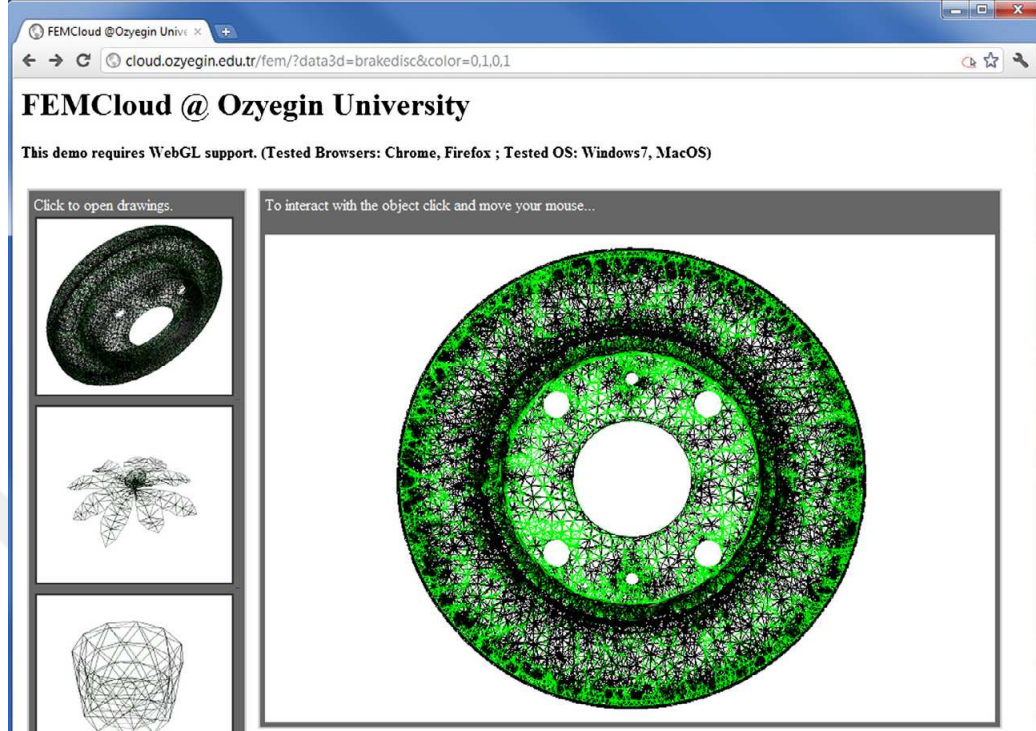 FEMCloud @Ozyegin Unive
cloud.ozyegin.edu.tr/fem/?data3d=brakedisc&color=0,1,0,1
FEMCloud @ Ozyegin University
This demo requires WebGL support. (Tested Browsers: Chrome, Firefox ; Tested OS: Windows7, MacOS)
Click to open drawings.
To interact with the object click and move your mouse...